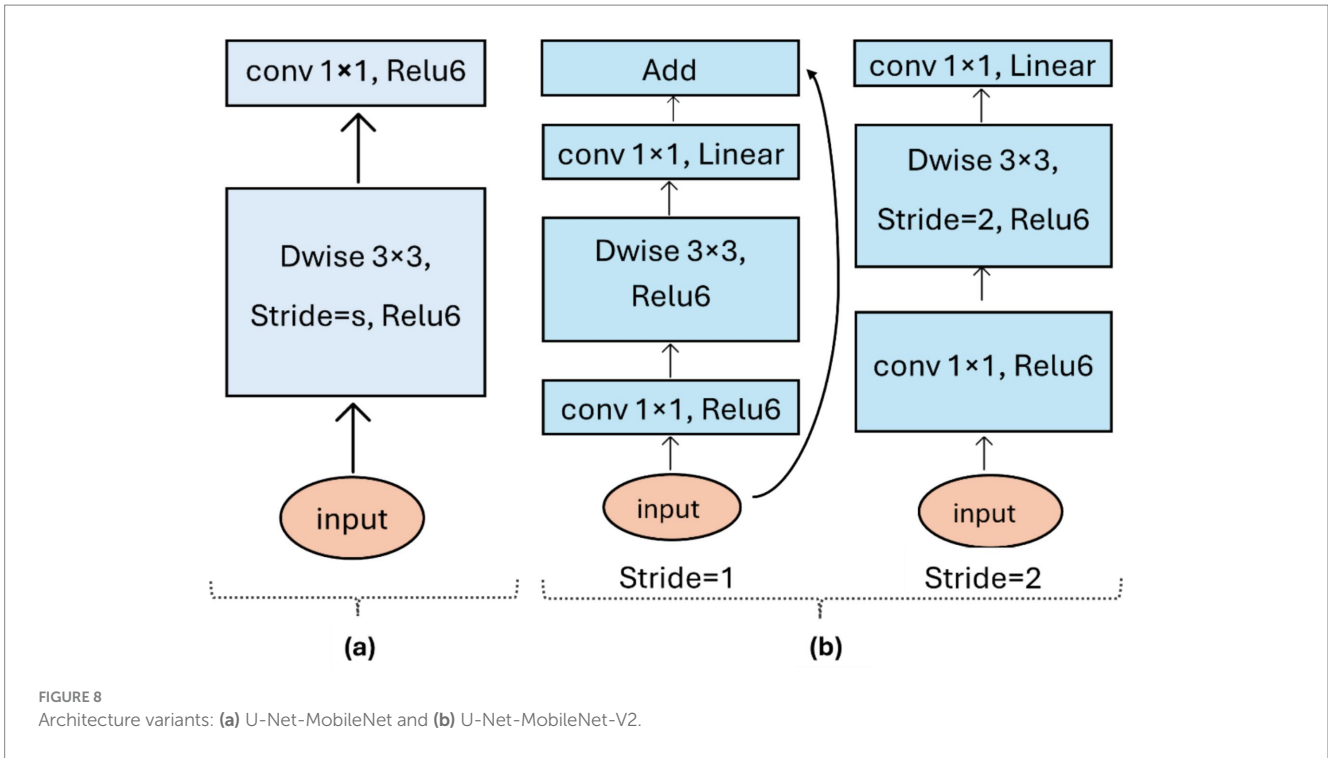 conv 1×1, Relu6
Dwise 3×3,
Stride=s, Relu6
input
(a)
Add
conv 1×1, Linear
Dwise 3×3,
Relu6
conv 1×1, Relu6
input
Stride=1
conv 1×1, Linear
Dwise 3×3,
Stride=2, Relu6
conv 1×1, Relu6
input
Stride=2
(b)
FIGURE 8
Architecture variants: (a) U-Net-MobileNet and (b) U-Net-MobileNet-V2.